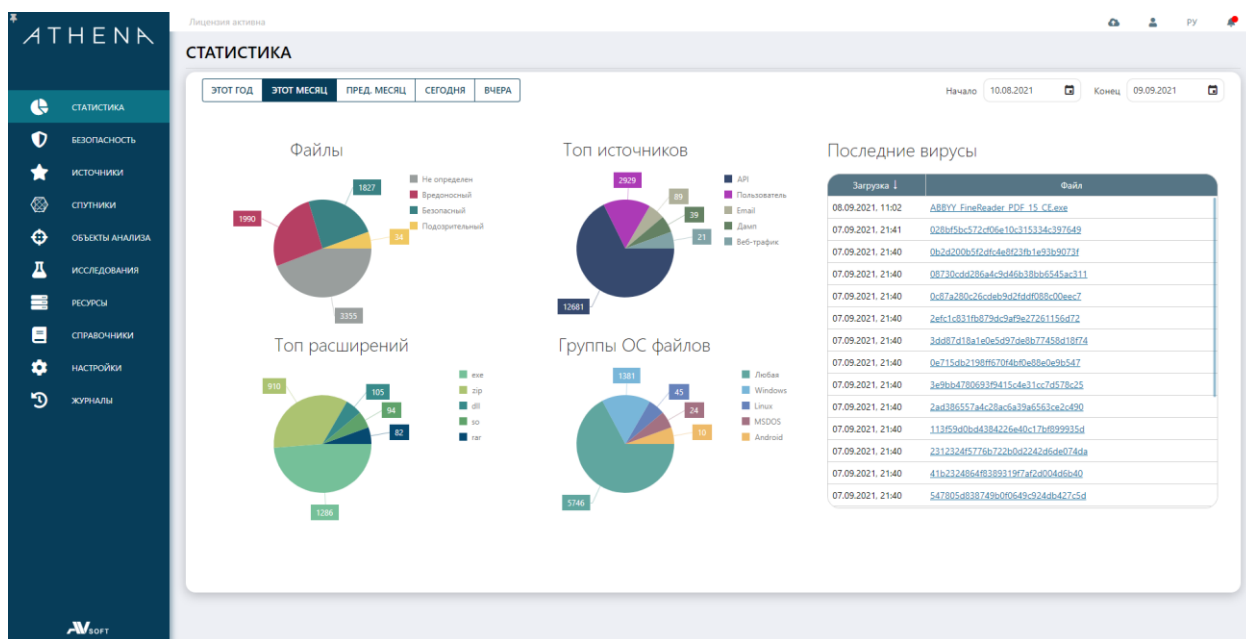 ATHENA
Лицензия активна
РУ
СТАТИСТИКА
СТАТИСТИКА
БЕЗОПАСНОСТЬ
ИСТОЧНИКИ
СПУТНИКИ
ОБЪЕКТЫ АНАЛИЗА
ИССЛЕДОВАНИЯ
РЕСУРСЫ
СПРАВОЧНИКИ
НАСТРОЙКИ
ЖУРНАЛЫ
AVSOFT
ЭТОТ ГОД ЭТОТ МЕСЯЦ ПРЕД. МЕСЯЦ СЕГОДНЯ ВЧЕРА
Начало 10.08.2021 Конец 09.09.2021
Файлы
1827
1990
34
3355
Не определен
Вредоносный
Безопасный
Подозрительный
Топ источников
2929
89
39
21
12681
API
Пользователь
Email
Дамп
Веб-трафик
Топ расширений
910
105
94
82
1286
exe
zip
dll
so
rar
Группы ОС файлов
1381
45
24
10
5746
Любая
Windows
Linux
MSDOS
Android
Последние вирусы
Загрузка ↓ Файл
08.09.2021, 11:02 ABBYY_FineReader_PDF_15_CE.exe
07.09.2021, 21:41 028bf5bc572cf06e10c315334c397649
07.09.2021, 21:40 0b2d200b5f2dfc4e8f23fb1e93b9073f
07.09.2021, 21:40 08730cdd286a4c9d46b38bb6545ac311
07.09.2021, 21:40 0c87a280c26cdeb9d2fddf088c00eec7
07.09.2021, 21:40 2efc1c831fb879dc9af9e27261156d72
07.09.2021, 21:40 3dd87d18a1e0e5d97de8b77458d18f74
07.09.2021, 21:40 0e715db2198ff670f4bf0e88e0e9b547
07.09.2021, 21:40 3e9bb4780693f9415c4e31cc7d578c25
07.09.2021, 21:40 2ad386557a4c28ac6a39a6563ce2c490
07.09.2021, 21:40 113f59d0bd4384226e40c17bf899935d
07.09.2021, 21:40 2312324f5776b722b0d2242d6de074da
07.09.2021, 21:40 41b2324864f8389319f7af2d004d6b40
07.09.2021, 21:40 547805d838749b0f0649c924db427c5d